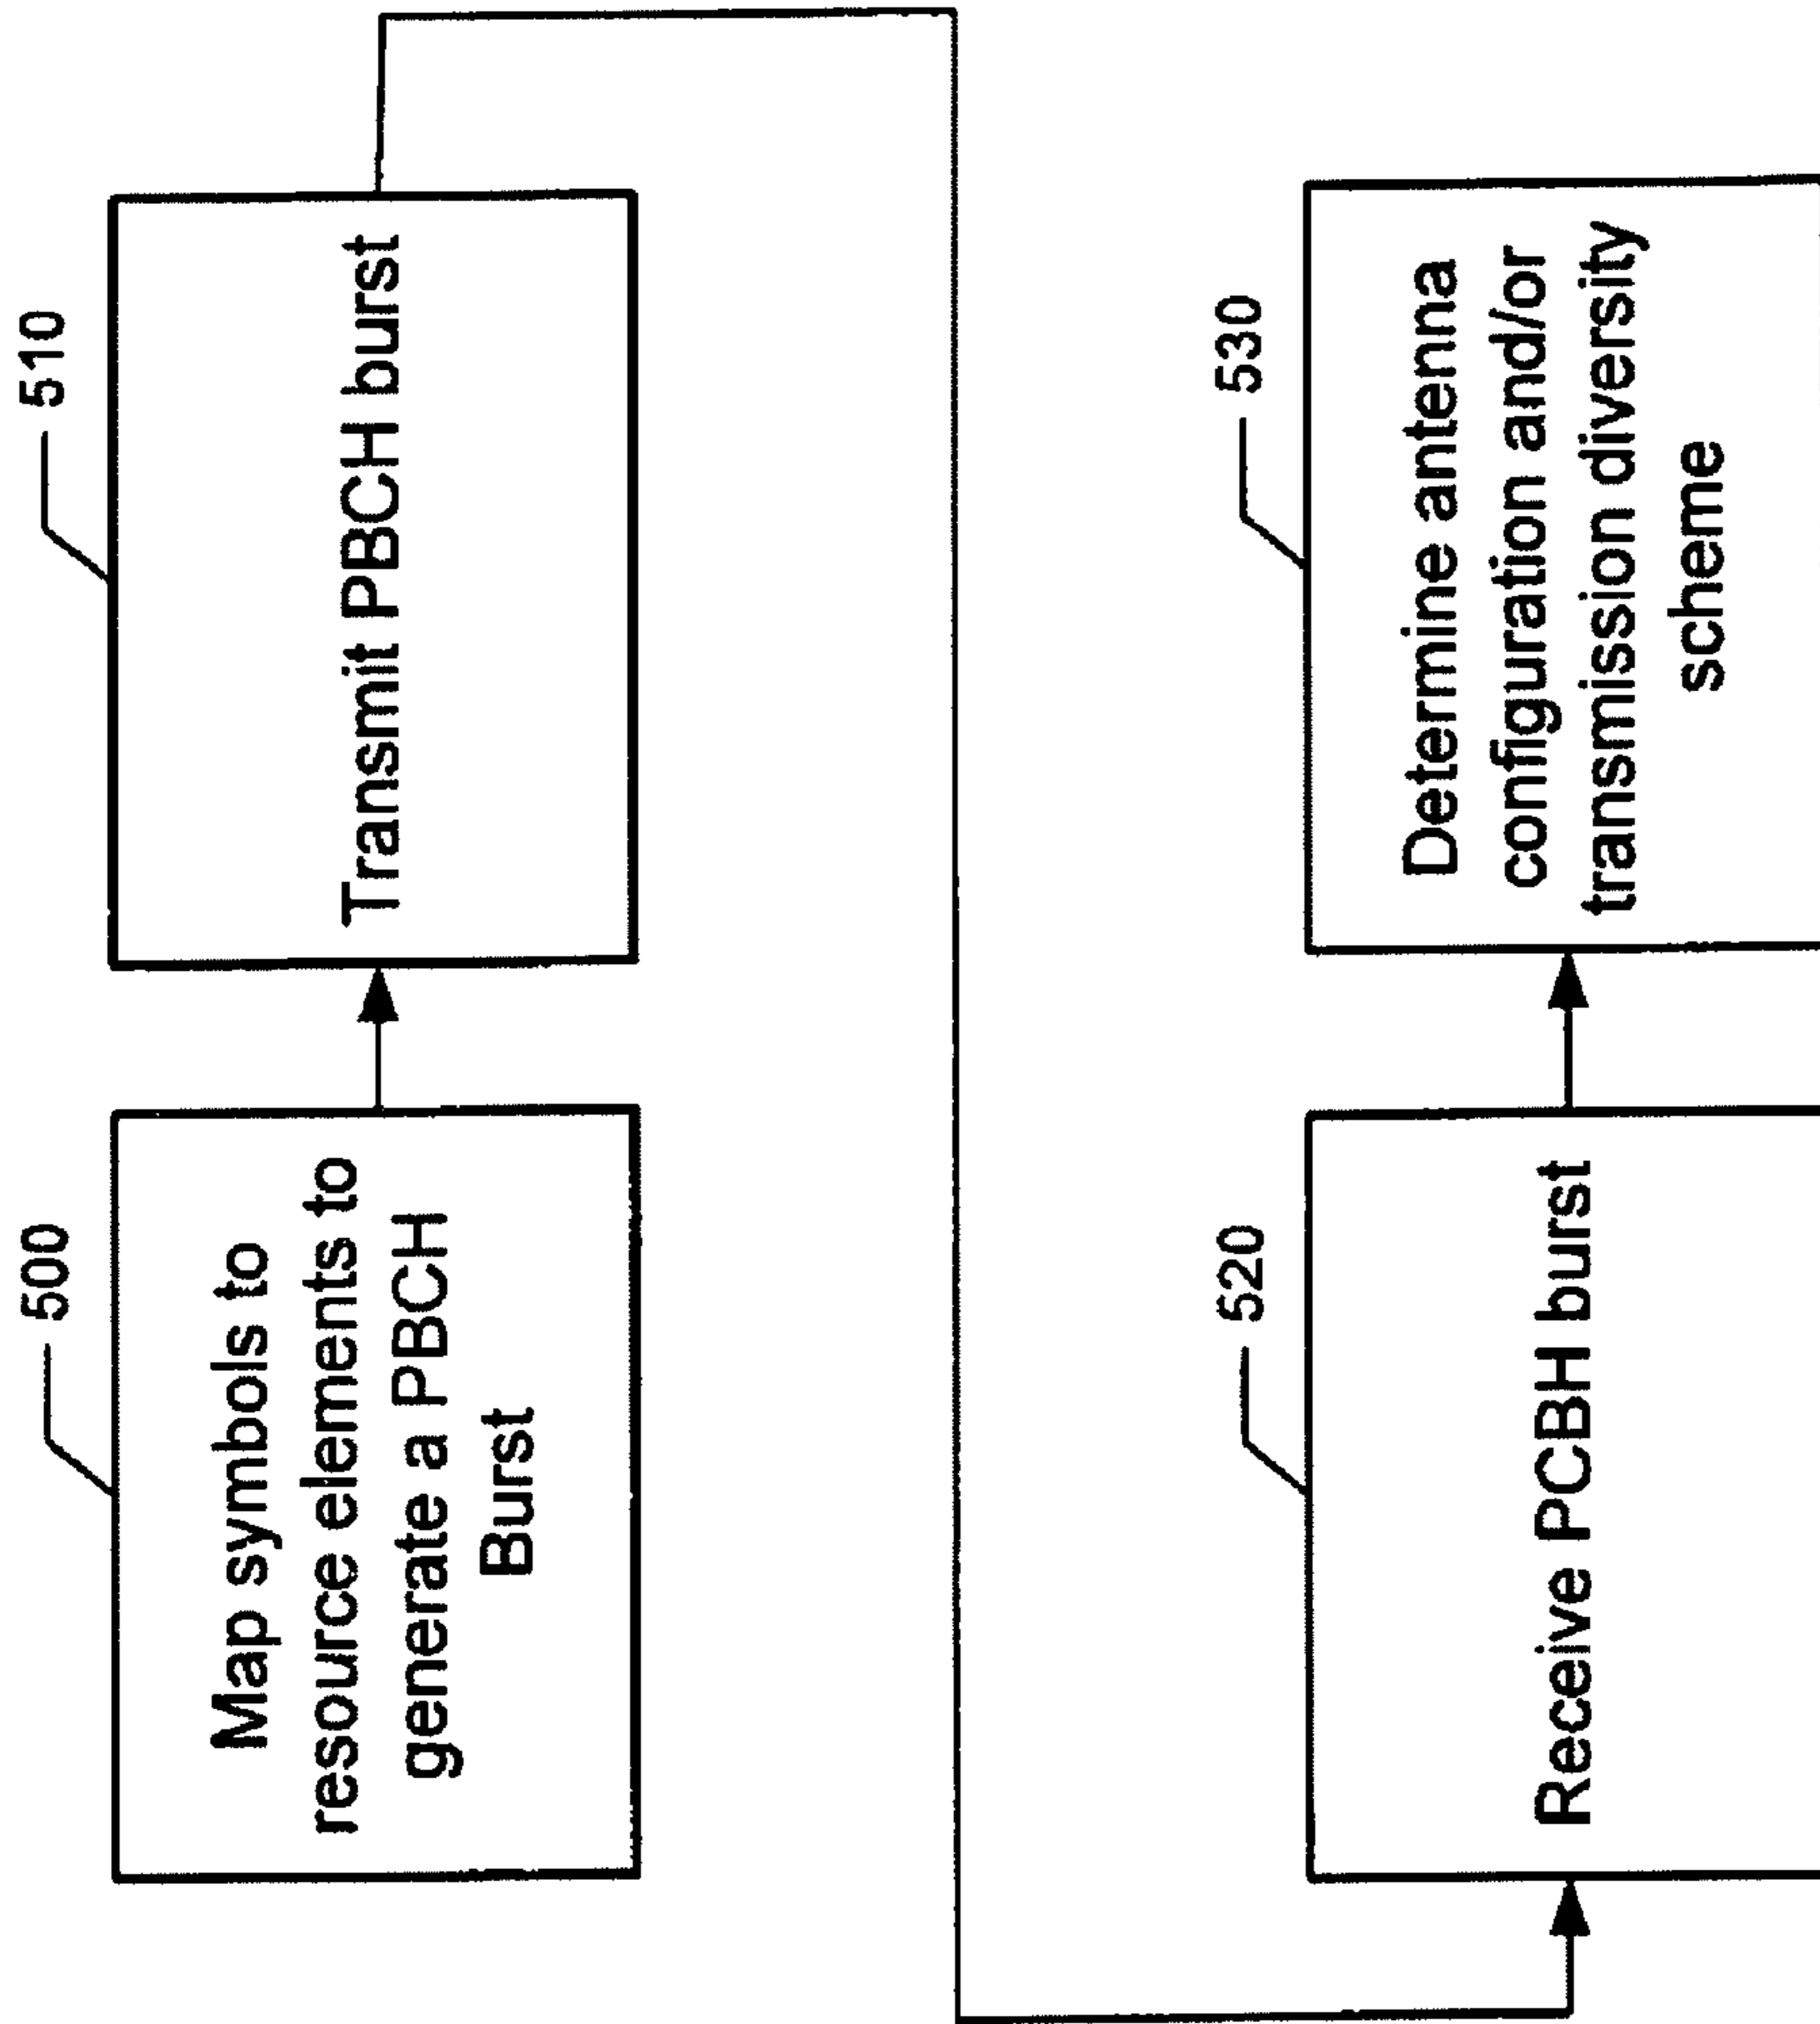 500
Map symbols to
resource elements to
generate a PBCH
Burst
510
Transmit PBCH burst
520
Receive PCBH burst
530
Determine antenna
configuration and/or
transmission diversity
scheme